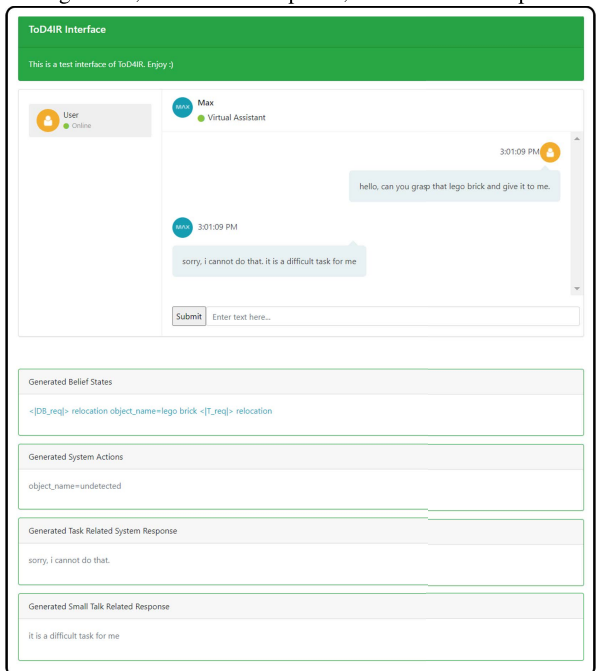 ToD4IR Interface
This is a test interface of ToD4IR. Enjoy :)
User
Online
MAX
Max
Virtual Assistant
3:01:09 PM
hello, can you grasp that lego brick and give it to me.
MAX 3:01:09 PM
sorry, i cannot do that. it is a difficult task for me
Submit Enter text here...
Generated Belief States
<|DB_req|> relocation object_name=lego brick <|T_req|> relocation
Generated System Actions
object_name=undetected
Generated Task Related System Response
sorry, i cannot do that.
Generated Small Talk Related Response
it is a difficult task for me